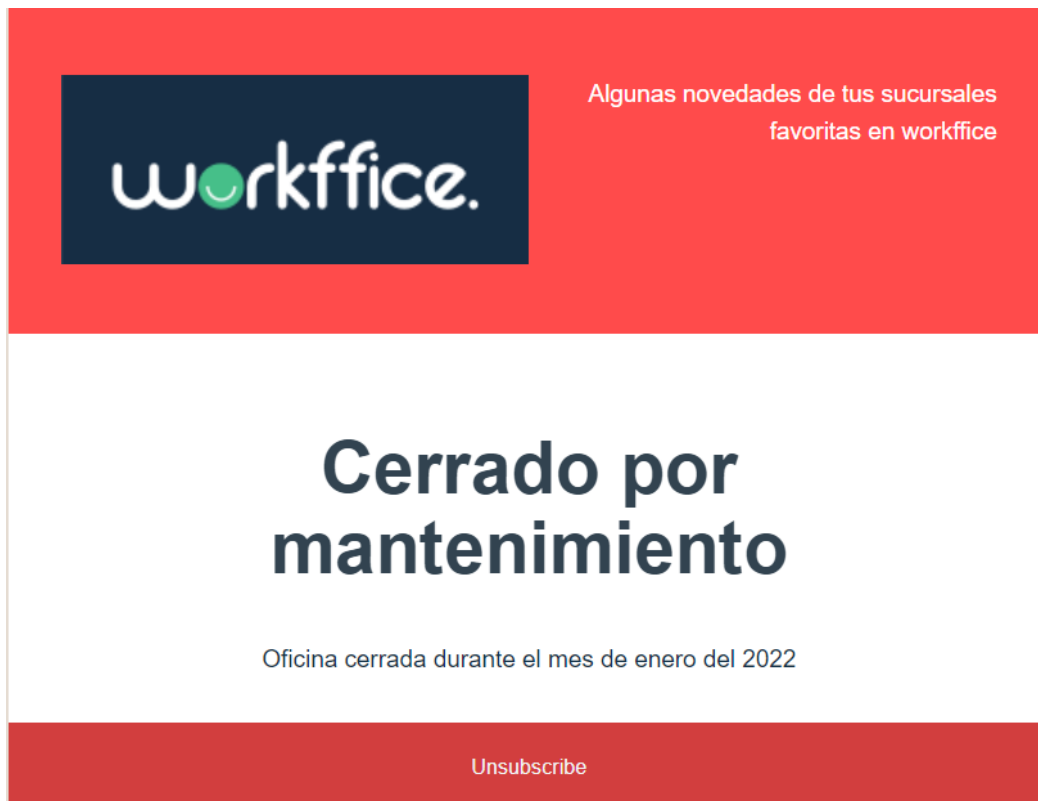 workffice.
Algunas novedades de tus sucursales
favoritas en workffice
Cerrado por
mantenimiento
Oficina cerrada durante el mes de enero del 2022
Unsubscribe